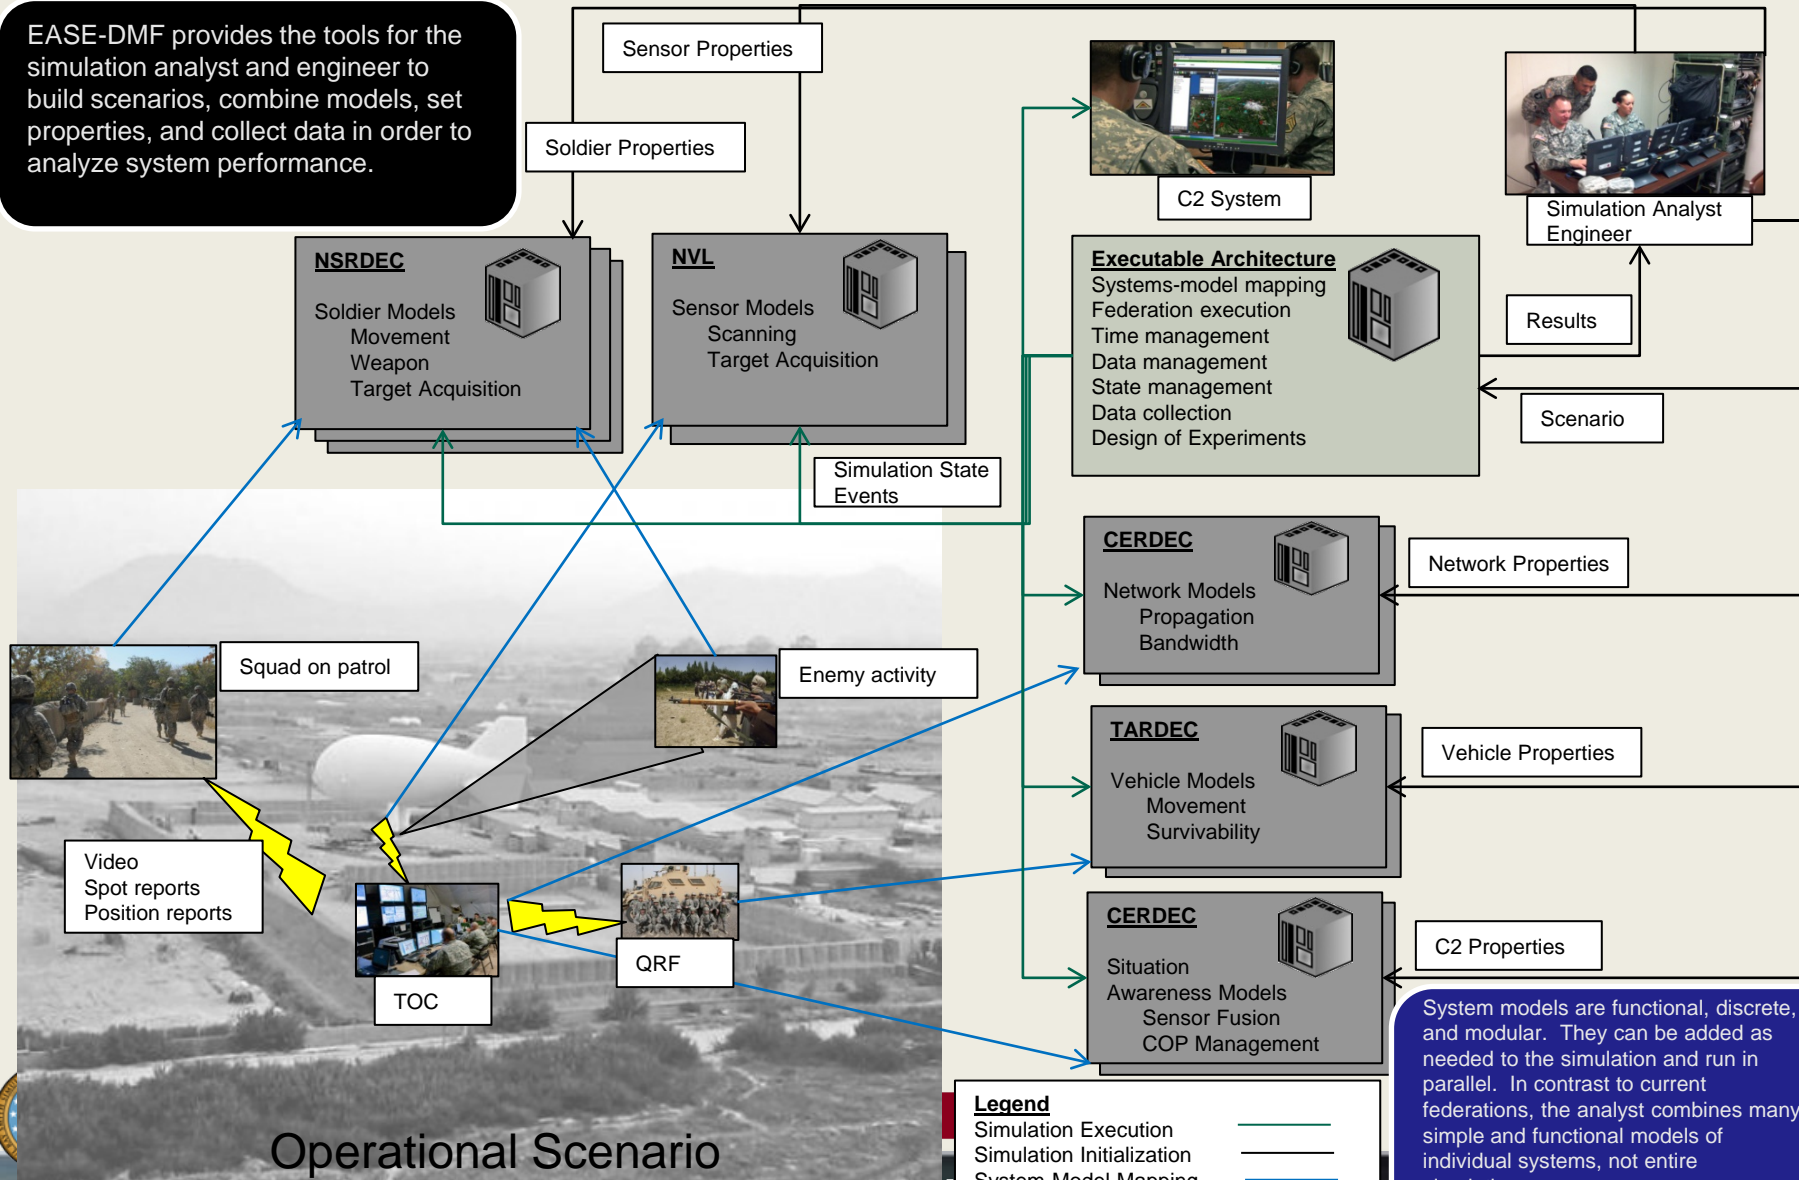 EASE-DMF provides the tools for the
simulation analyst and engineer to
build scenarios, combine models, set
properties, and collect data in order to
analyze system performance.
Sensor Properties
Soldier Properties
C2 System
Simulation Analyst
Engineer
NSRDEC
Soldier Models
Movement
Weapon
Target Acquisition
NVL
Sensor Models
Scanning
Target Acquisition
Executable Architecture
Systems-model mapping
Federation execution
Time management
Data management
State management
Data collection
Design of Experiments
Results
Scenario
Simulation State
Events
CERDEC
Network Models
Propagation
Bandwidth
Network Properties
Squad on patrol
Enemy activity
TARDEC
Vehicle Models
Movement
Survivability
Vehicle Properties
Video
Spot reports
Position reports
TOC
QRF
CERDEC
Situation
Awareness Models
Sensor Fusion
COP Management
C2 Properties
System models are functional, discrete,
and modular. They can be added as
needed to the simulation and run in
parallel. In contrast to current
federations, the analyst combines many
simple and functional models of
individual systems, not entire
Operational Scenario
Legend
Simulation Execution
Simulation Initialization
System-Model Mapping